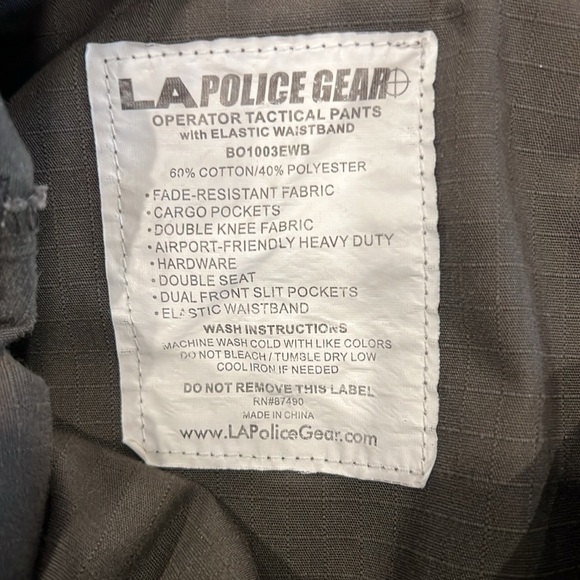 LA POLICE GEAR
OPERATOR TACTICAL PANTS
with ELASTIC WAISTBAND
BO1003EWB
60% COTTON/40% POLYESTER
• FADE-RESISTANT FABRIC
• CARGO POCKETS
• DOUBLE KNEE FABRIC
• AIRPORT-FRIENDLY HEAVY DUTY
• HARDWARE
• DOUBLE SEAT
• DUAL FRONT SLIT POCKETS
• ELASTIC WAISTBAND
WASH INSTRUCTIONS
MACHINE WASH COLD WITH LIKE COLORS
DO NOT BLEACH / TUMBLE DRY LOW
COOL IRON IF NEEDED
DO NOT REMOVE THIS LABEL
RN#87490
MADE IN CHINA
www.LAPoliceGear.com